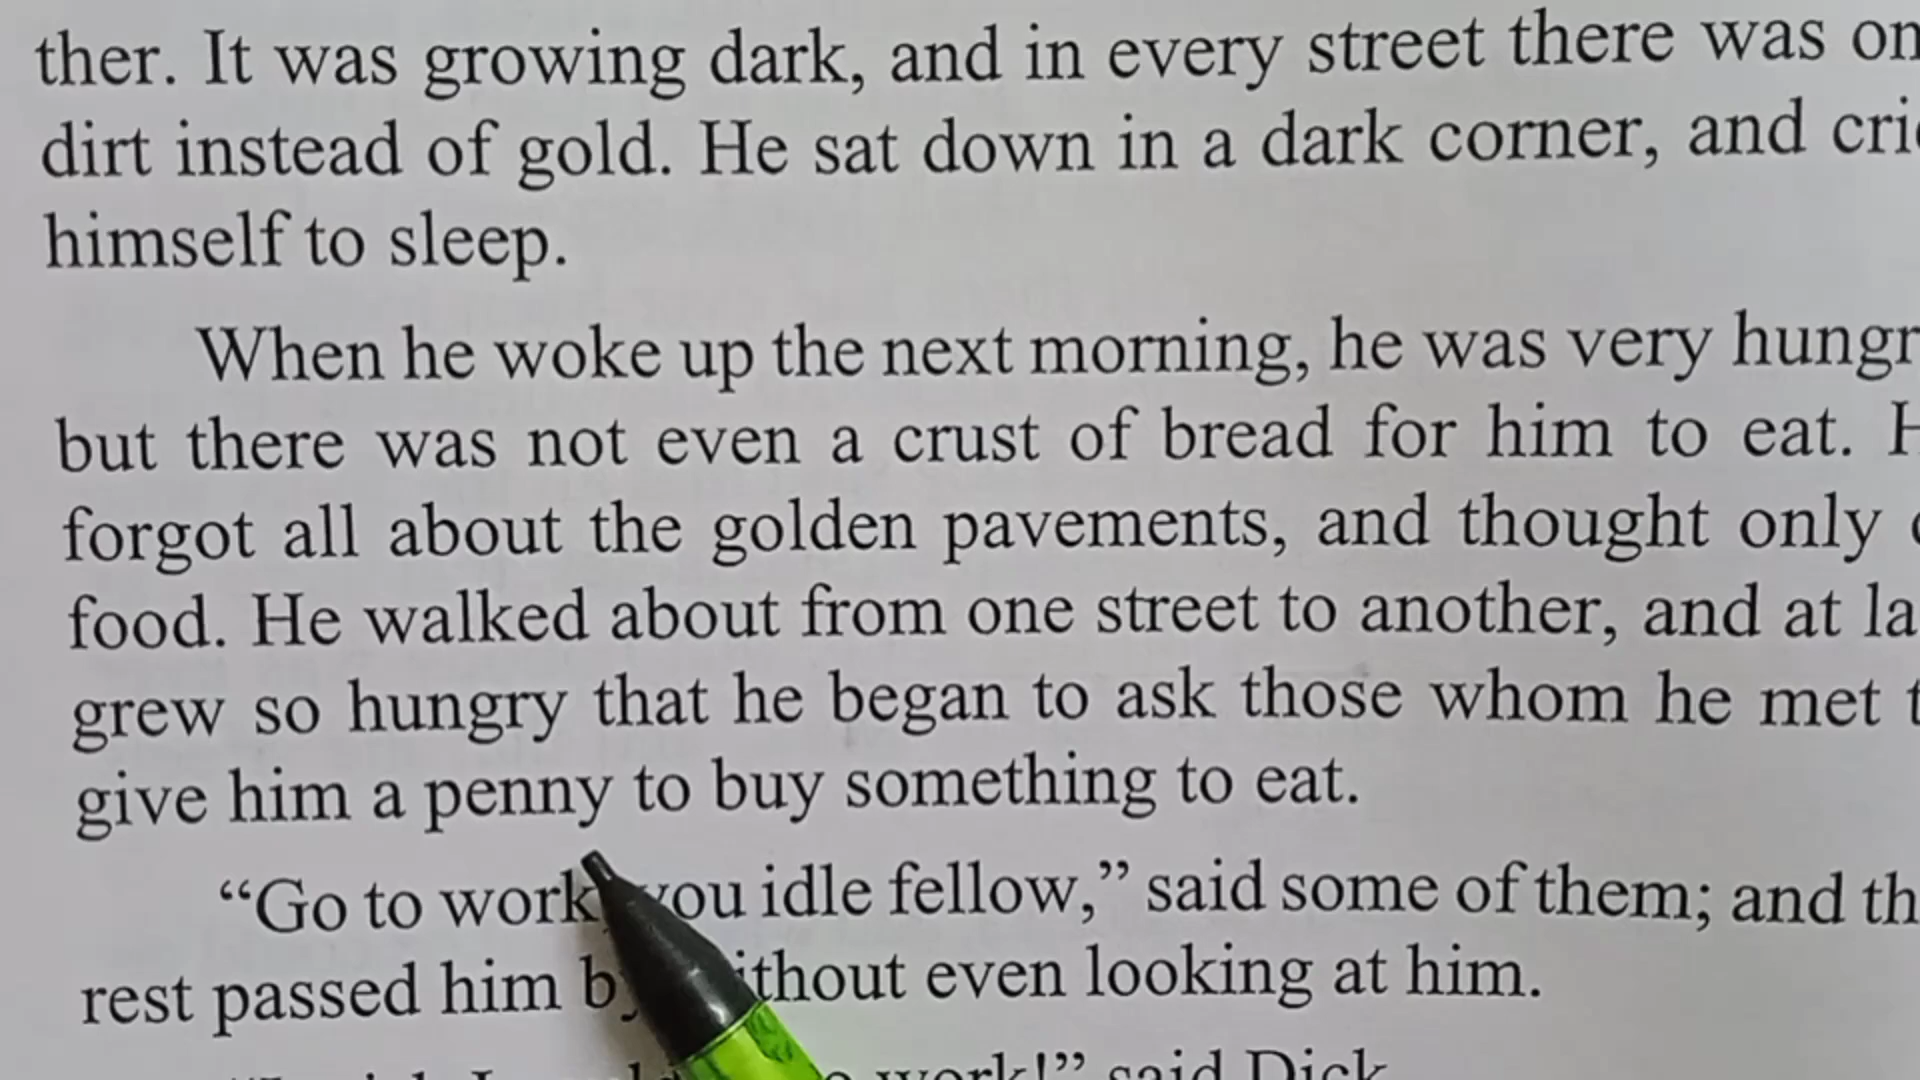 ther. It was growing dark, and in every street there was on
dirt instead of gold. He sat down in a dark corner, and cri
himself to sleep.
When he woke up the next morning, he was very hungr
but there was not even a crust of bread for him to eat. H
forgot all about the golden pavements, and thought only
food. He walked about from one street to another, and at la
grew so hungry that he began to ask those whom he met t
give him a penny to buy something to eat.
“Go to work you idle fellow,” said some of them; and th
rest passed him by without even looking at him.
work!” said Dick